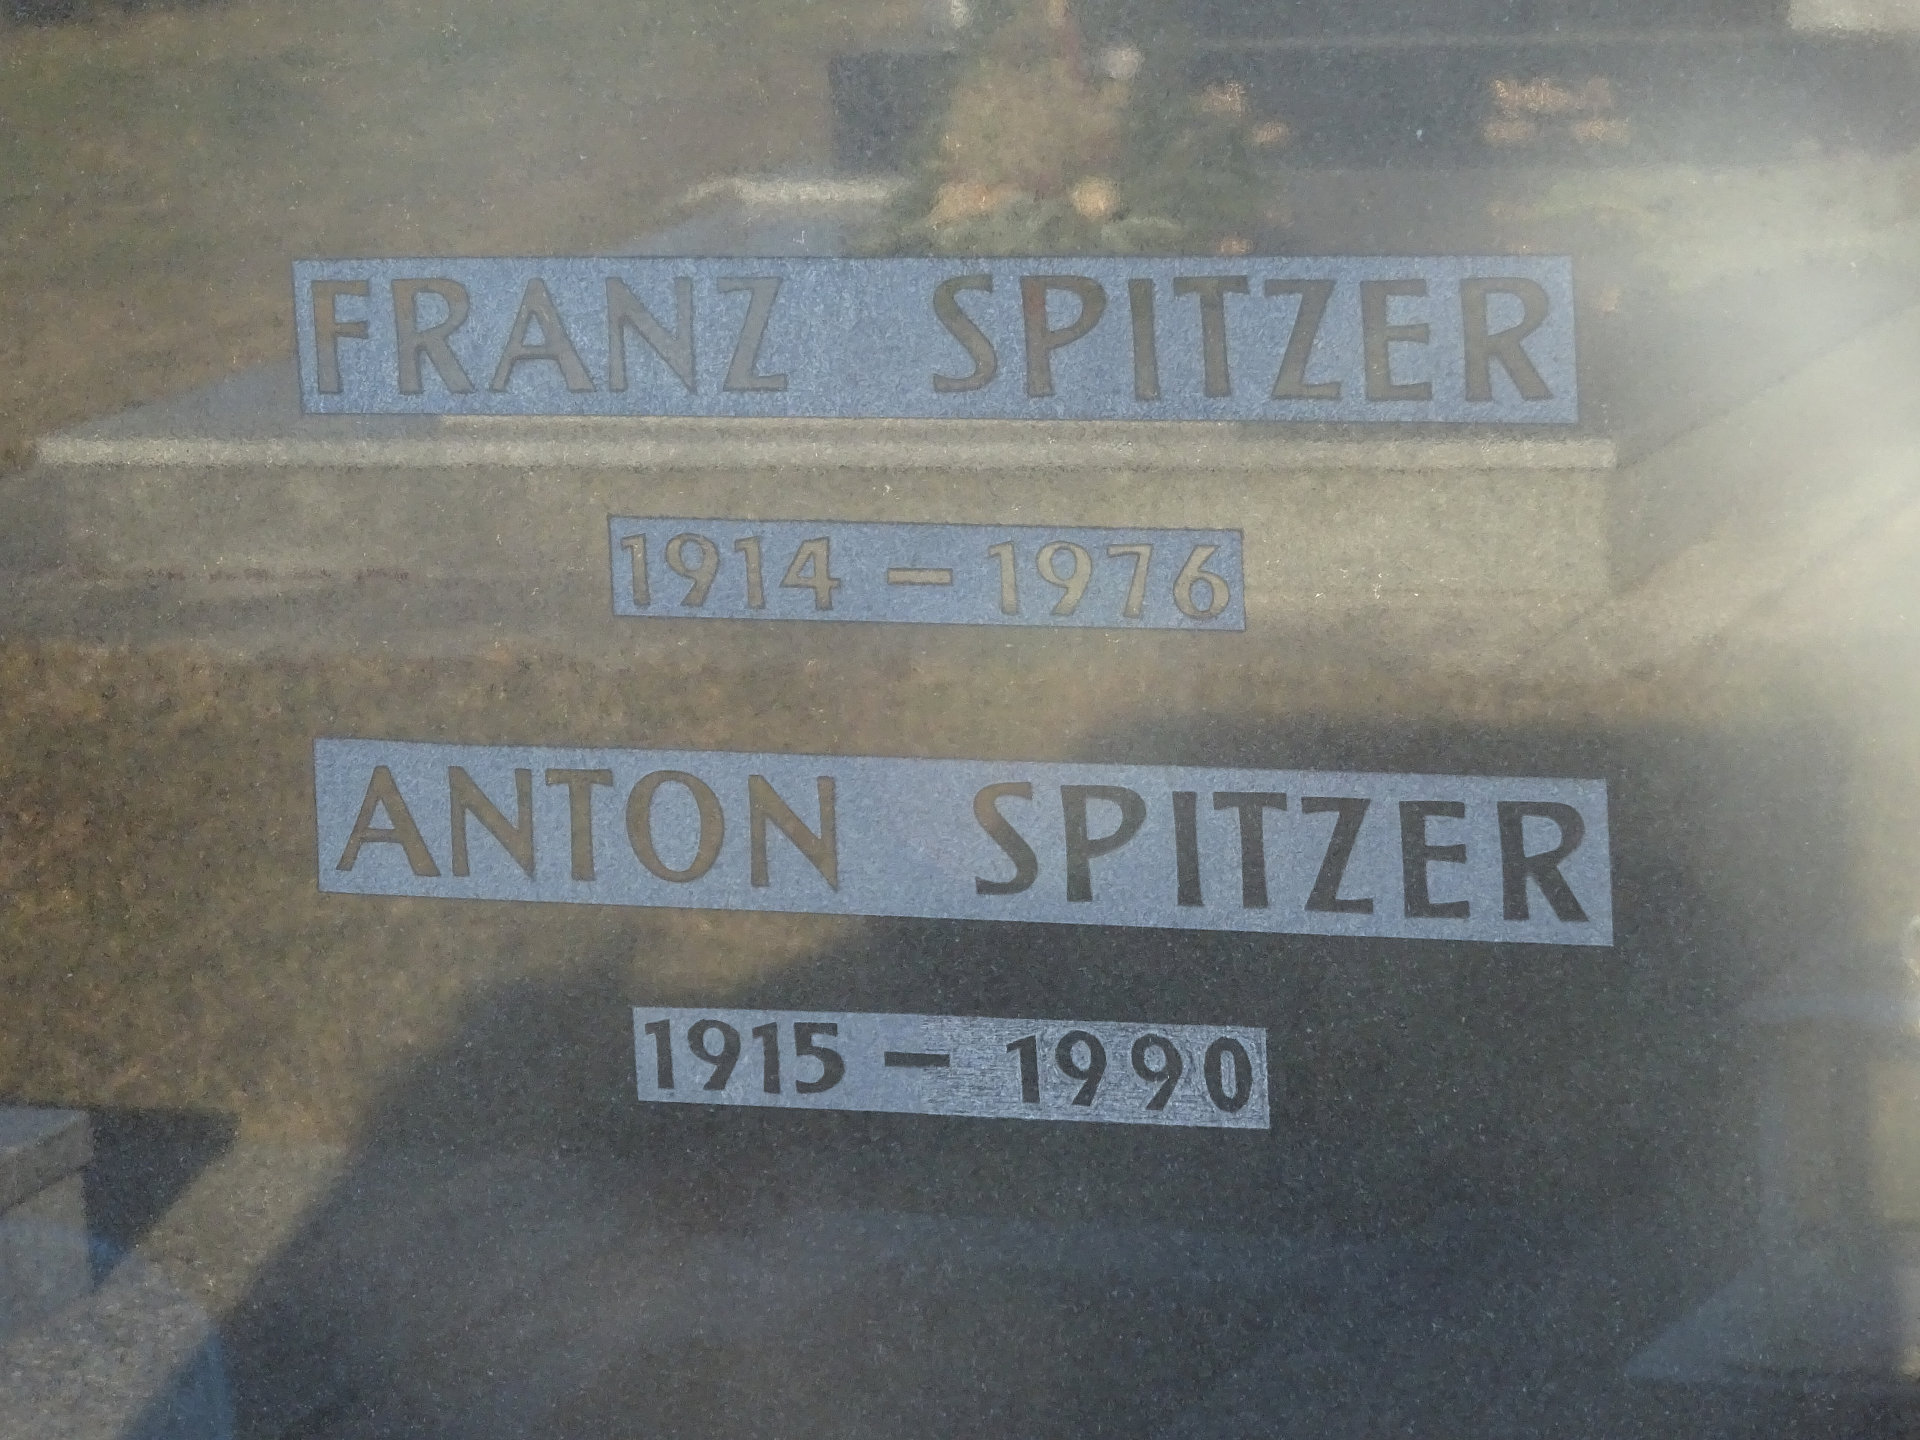 FRANZ SPITZER
1914 – 1976
ANTON SPITZER
1915 – 1990